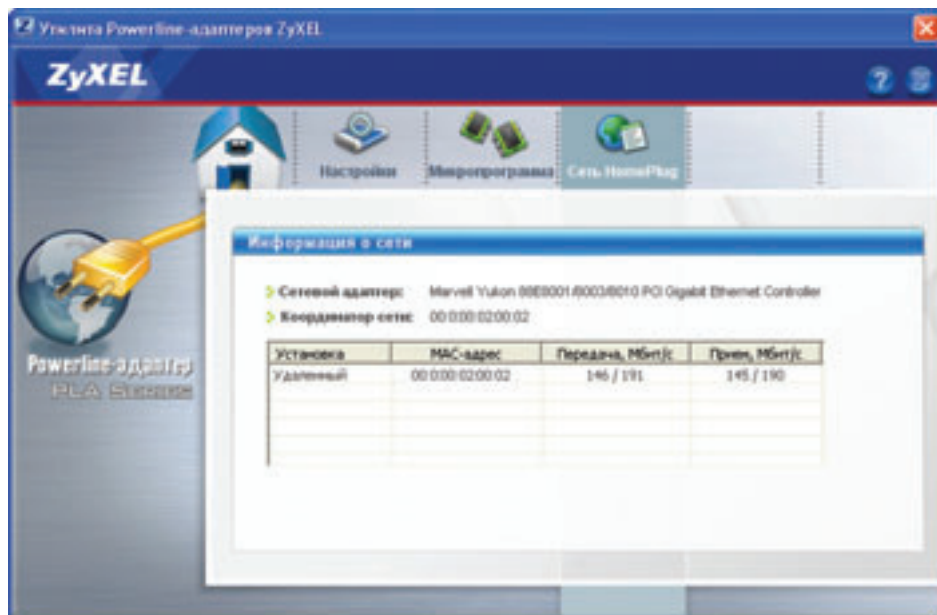 Утилита Powerline-адаптеров ZyXEL
ZyXEL
?
Настройки
Микропрограмма
Сеть HomePlug
Информация о сети
Сетевой адаптер: Marvell Yukon 88E8001/8003/8010 PCI Gigabit Ethernet Controller
Координатор сети: 00:0:00:02:00:02
Установка MAC-адрес Передача, Мбит/с Прием, Мбит/с
Удаленный 00:0:00:02:00:02 146 / 191 145 / 190
Powerline-адаптер
PLA SERIES